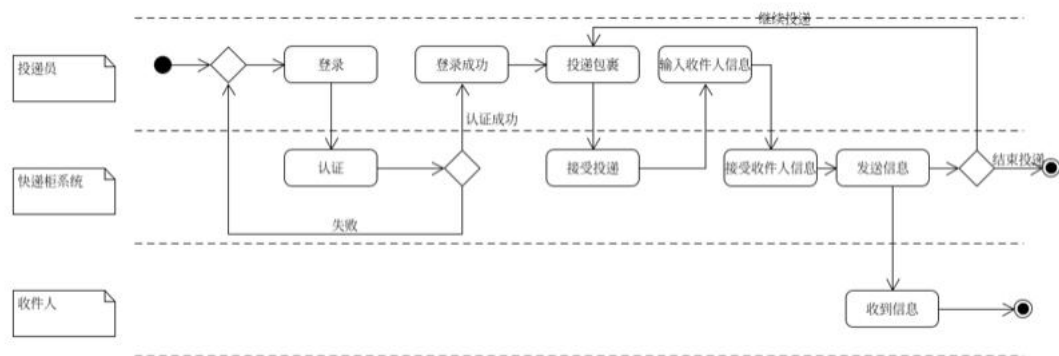 继续投递
投递员
登录
登录成功
投递包裹
输入收件人信息
认证成功
快递柜系统
认证
接受投递
接受收件人信息
发送信息
结束投递
失败
收件人
收到信息